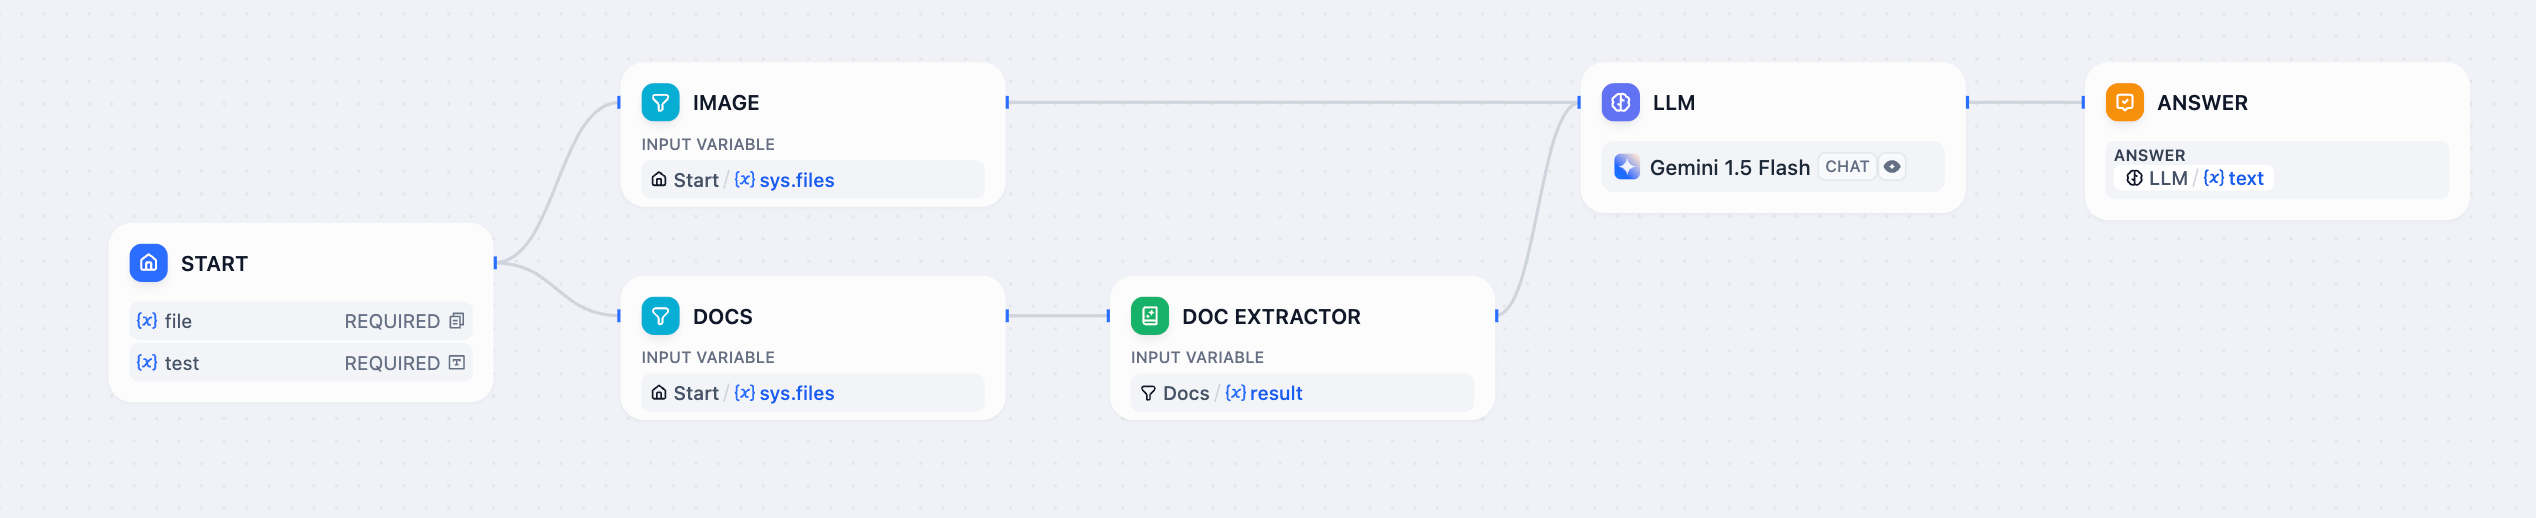 START
{x} file REQUIRED
{x} test REQUIRED
IMAGE
INPUT VARIABLE
Start / {x} sys.files
DOCS
INPUT VARIABLE
Start / {x} sys.files
DOC EXTRACTOR
INPUT VARIABLE
Docs / {x} result
LLM
Gemini 1.5 Flash CHAT
ANSWER
ANSWER
LLM / {x} text